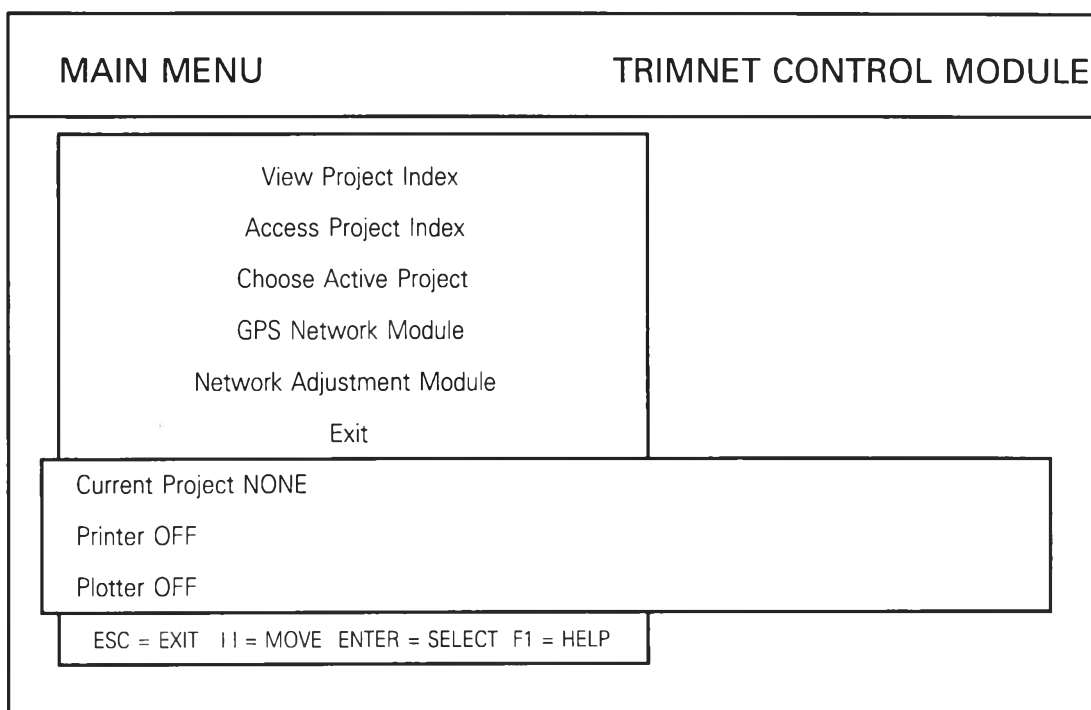 MAIN MENU TRIMNET CONTROL MODULE
View Project Index
Access Project Index
Choose Active Project
GPS Network Module
Network Adjustment Module
Exit
Current Project NONE
Printer OFF
Plotter OFF
ESC = EXIT = MOVE ENTER = SELECT F1 = HELP